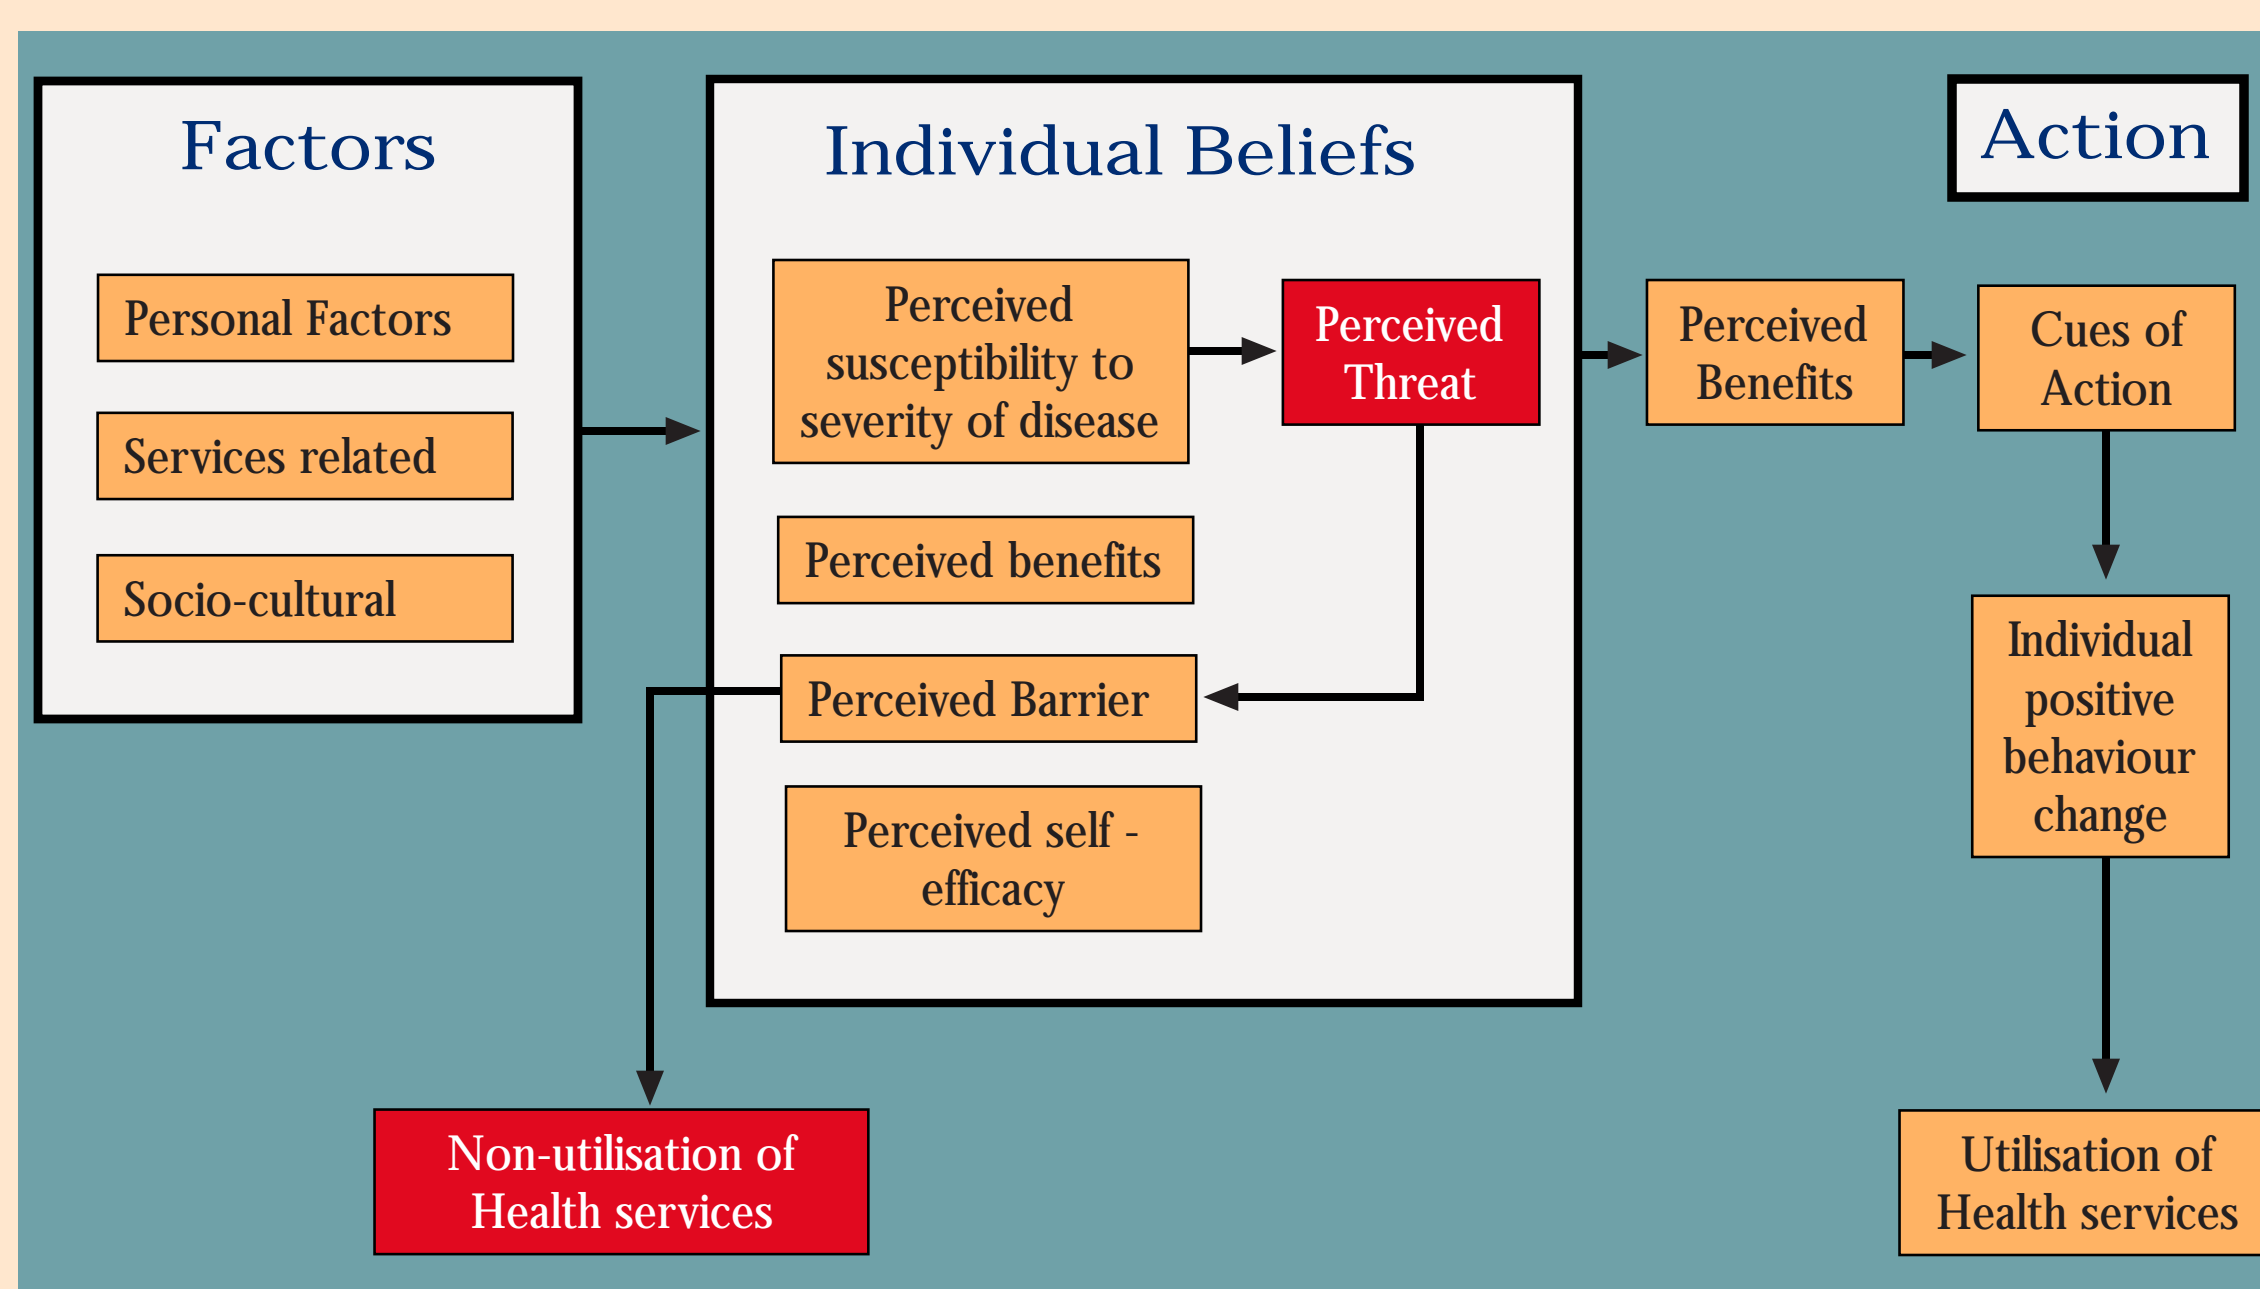 Factors
Personal Factors
Services related
Socio-cultural
Individual Beliefs
Perceived
susceptibility to
severity of disease
Perceived
Threat
Perceived benefits
Perceived Barrier
Perceived self -
efficacy
Perceived
Benefits
Action
Cues of
Action
Individual
positive
behaviour
change
Non-utilisation of
Health services
Utilisation of
Health services